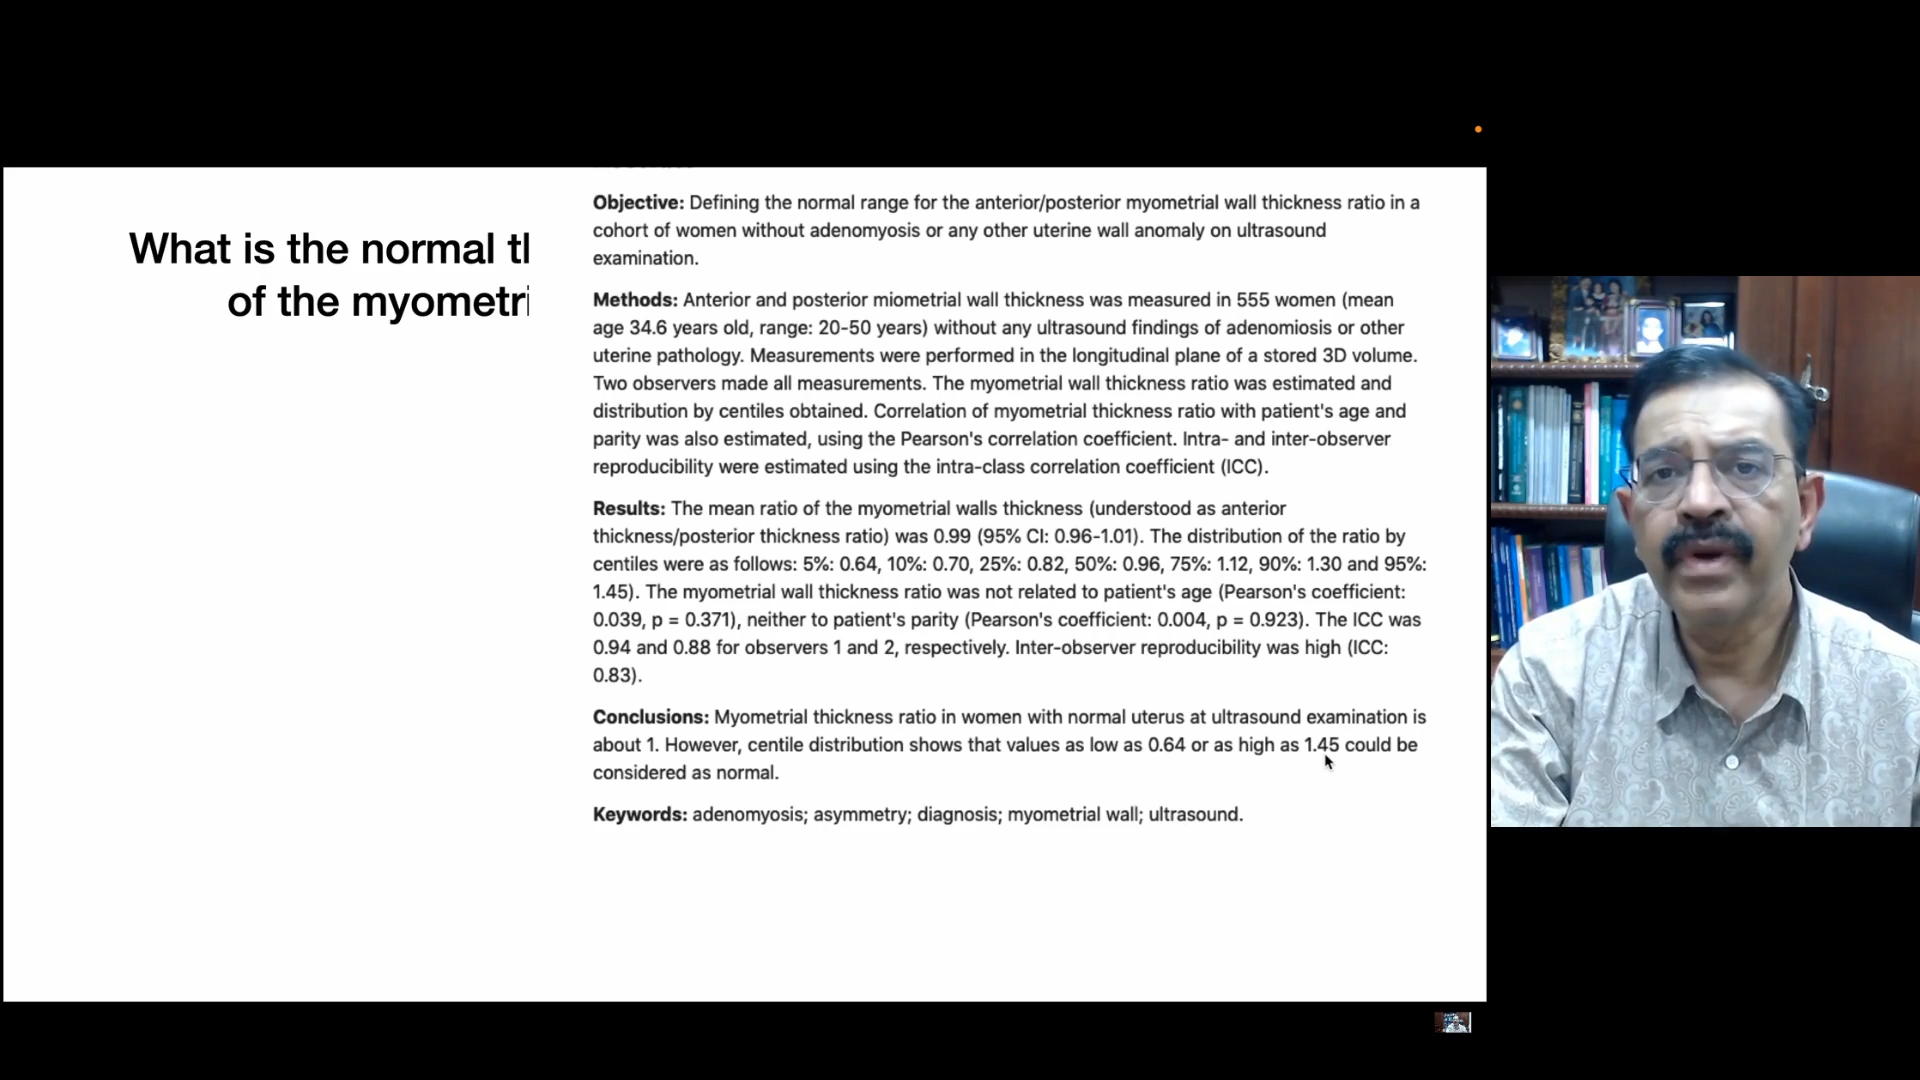 What is the normal
of the
Objective: Defining the normal range for the anterior/posterior myometrial wall thickness ratio in a
cohort of women without adenomyosis or any other uterine wall anomaly on ultrasound
examination.
Methods: Anterior and posterior miometrial wall thickness was measured in 555 women (mean
age 34.6 years old, range: 20-50 years) without any ultrasound findings of adenomiosis or other
uterine pathology. Measurements were performed in the longitudinal plane of a stored 3D volume.
Two observers made all measurements. The myometrial wall thickness ratio was estimated and
distribution by centiles obtained. Correlation of myometrial thickness ratio with patient's age and
parity was also estimated, using the Pearson's correlation coefficient. Intra- and inter-observer
reproducibility were estimated using the intra-class correlation coefficient (ICC).
Results: The mean ratio of the myometrial walls thickness (understood as anterior
thickness/posterior thickness ratio) was 0.99 (95% CI: 0.96-1.01). The distribution of the ratio by
centiles were as follows: 5%: 0.64, 10%: 0.70, 25%: 0.82, 50%: 0.96, 75%: 1.12, 90%: 1.30 and 95%:
1.45). The myometrial wall thickness ratio was not related to patient's age (Pearson's coefficient:
0.039, p = 0.371), neither to patient's parity (Pearson's coefficient: 0.004, p = 0.923). The ICC was
0.94 and 0.88 for observers 1 and 2, respectively. Inter-observer reproducibility was high (ICC:
0.83).
Conclusions: Myometrial thickness ratio in women with normal uterus at ultrasound examination is
about 1. However, centile distribution shows that values as low as 0.64 or as high as 1.45 could be
considered as normal.
Keywords: adenomyosis; asymmetry; diagnosis; myometrial wall; ultrasound.